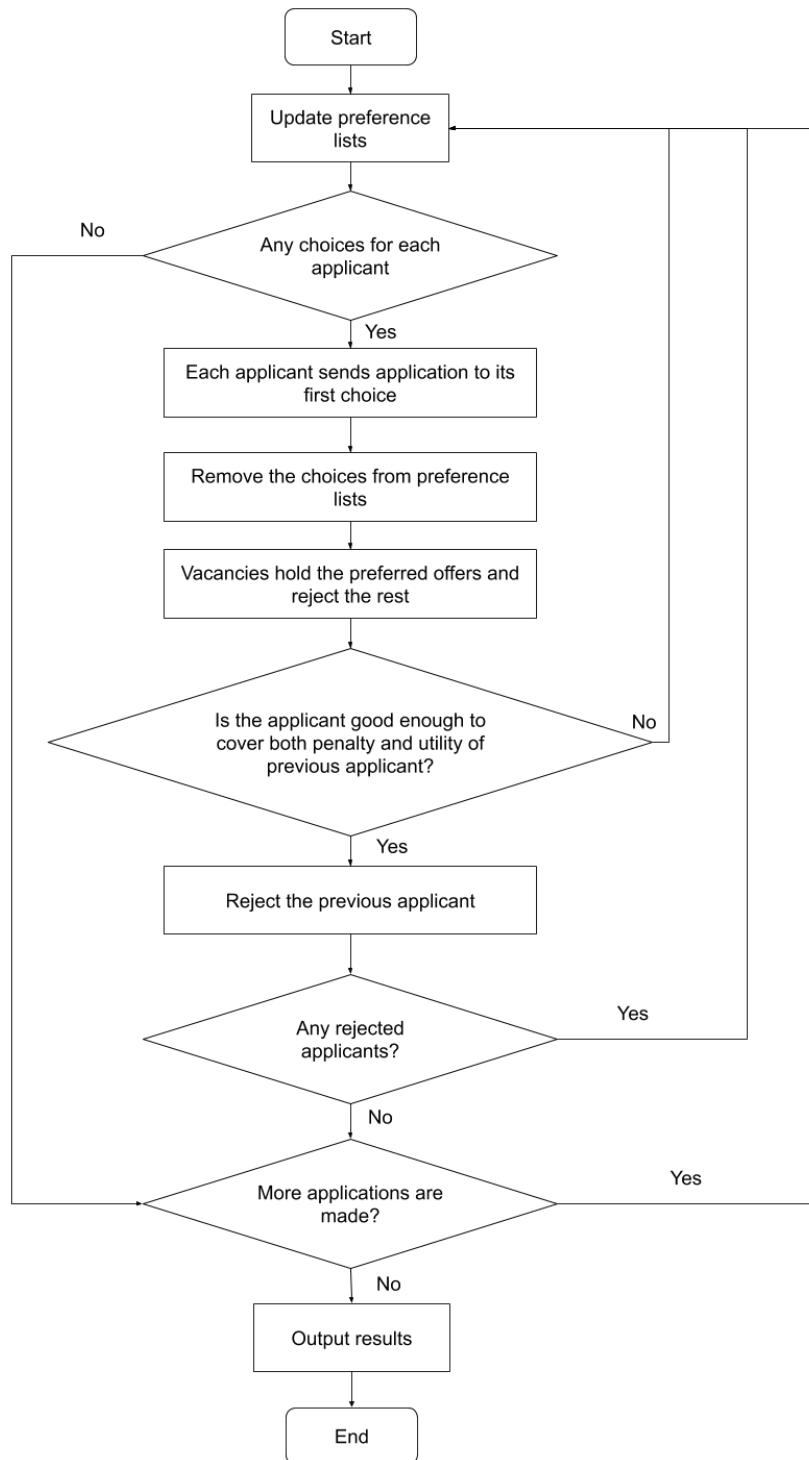 Start
Update preference
lists
No
Any choices for each
applicant
Yes
Each applicant sends application to its
first choice
Remove the choices from preference
lists
Vacancies hold the preferred offers and
reject the rest
Is the applicant good enough to
cover both penalty and utility of
previous applicant?
No
Yes
Reject the previous applicant
Any rejected
applicants?
Yes
No
More applications are
made?
Yes
No
Output results
End